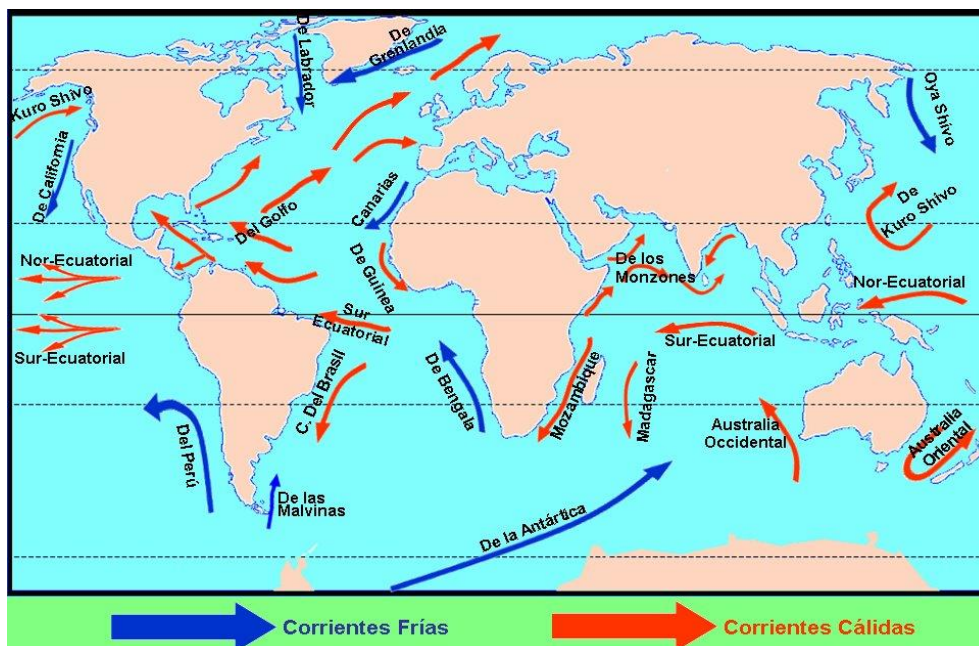 De Labrador
De
Grenlandia
Kuro Shivo
Oya Shivo
De California
Canarias
De
Kuro Shivo
Del Golfo
De Guinea
De los
Monzones
Nor-Ecuatorial
Nor-Ecuatorial
Sur
Ecuatorial
Sur-Ecuatorial
Sur-Ecuatorial
C. Del Brasil
De Bengala
Mozambique
Madagascar
Australia
Occidental
Australia
Oriental
Del Perú
De las
Malvinas
De la Antártica
Corrientes Frías
Corrientes Cálidas